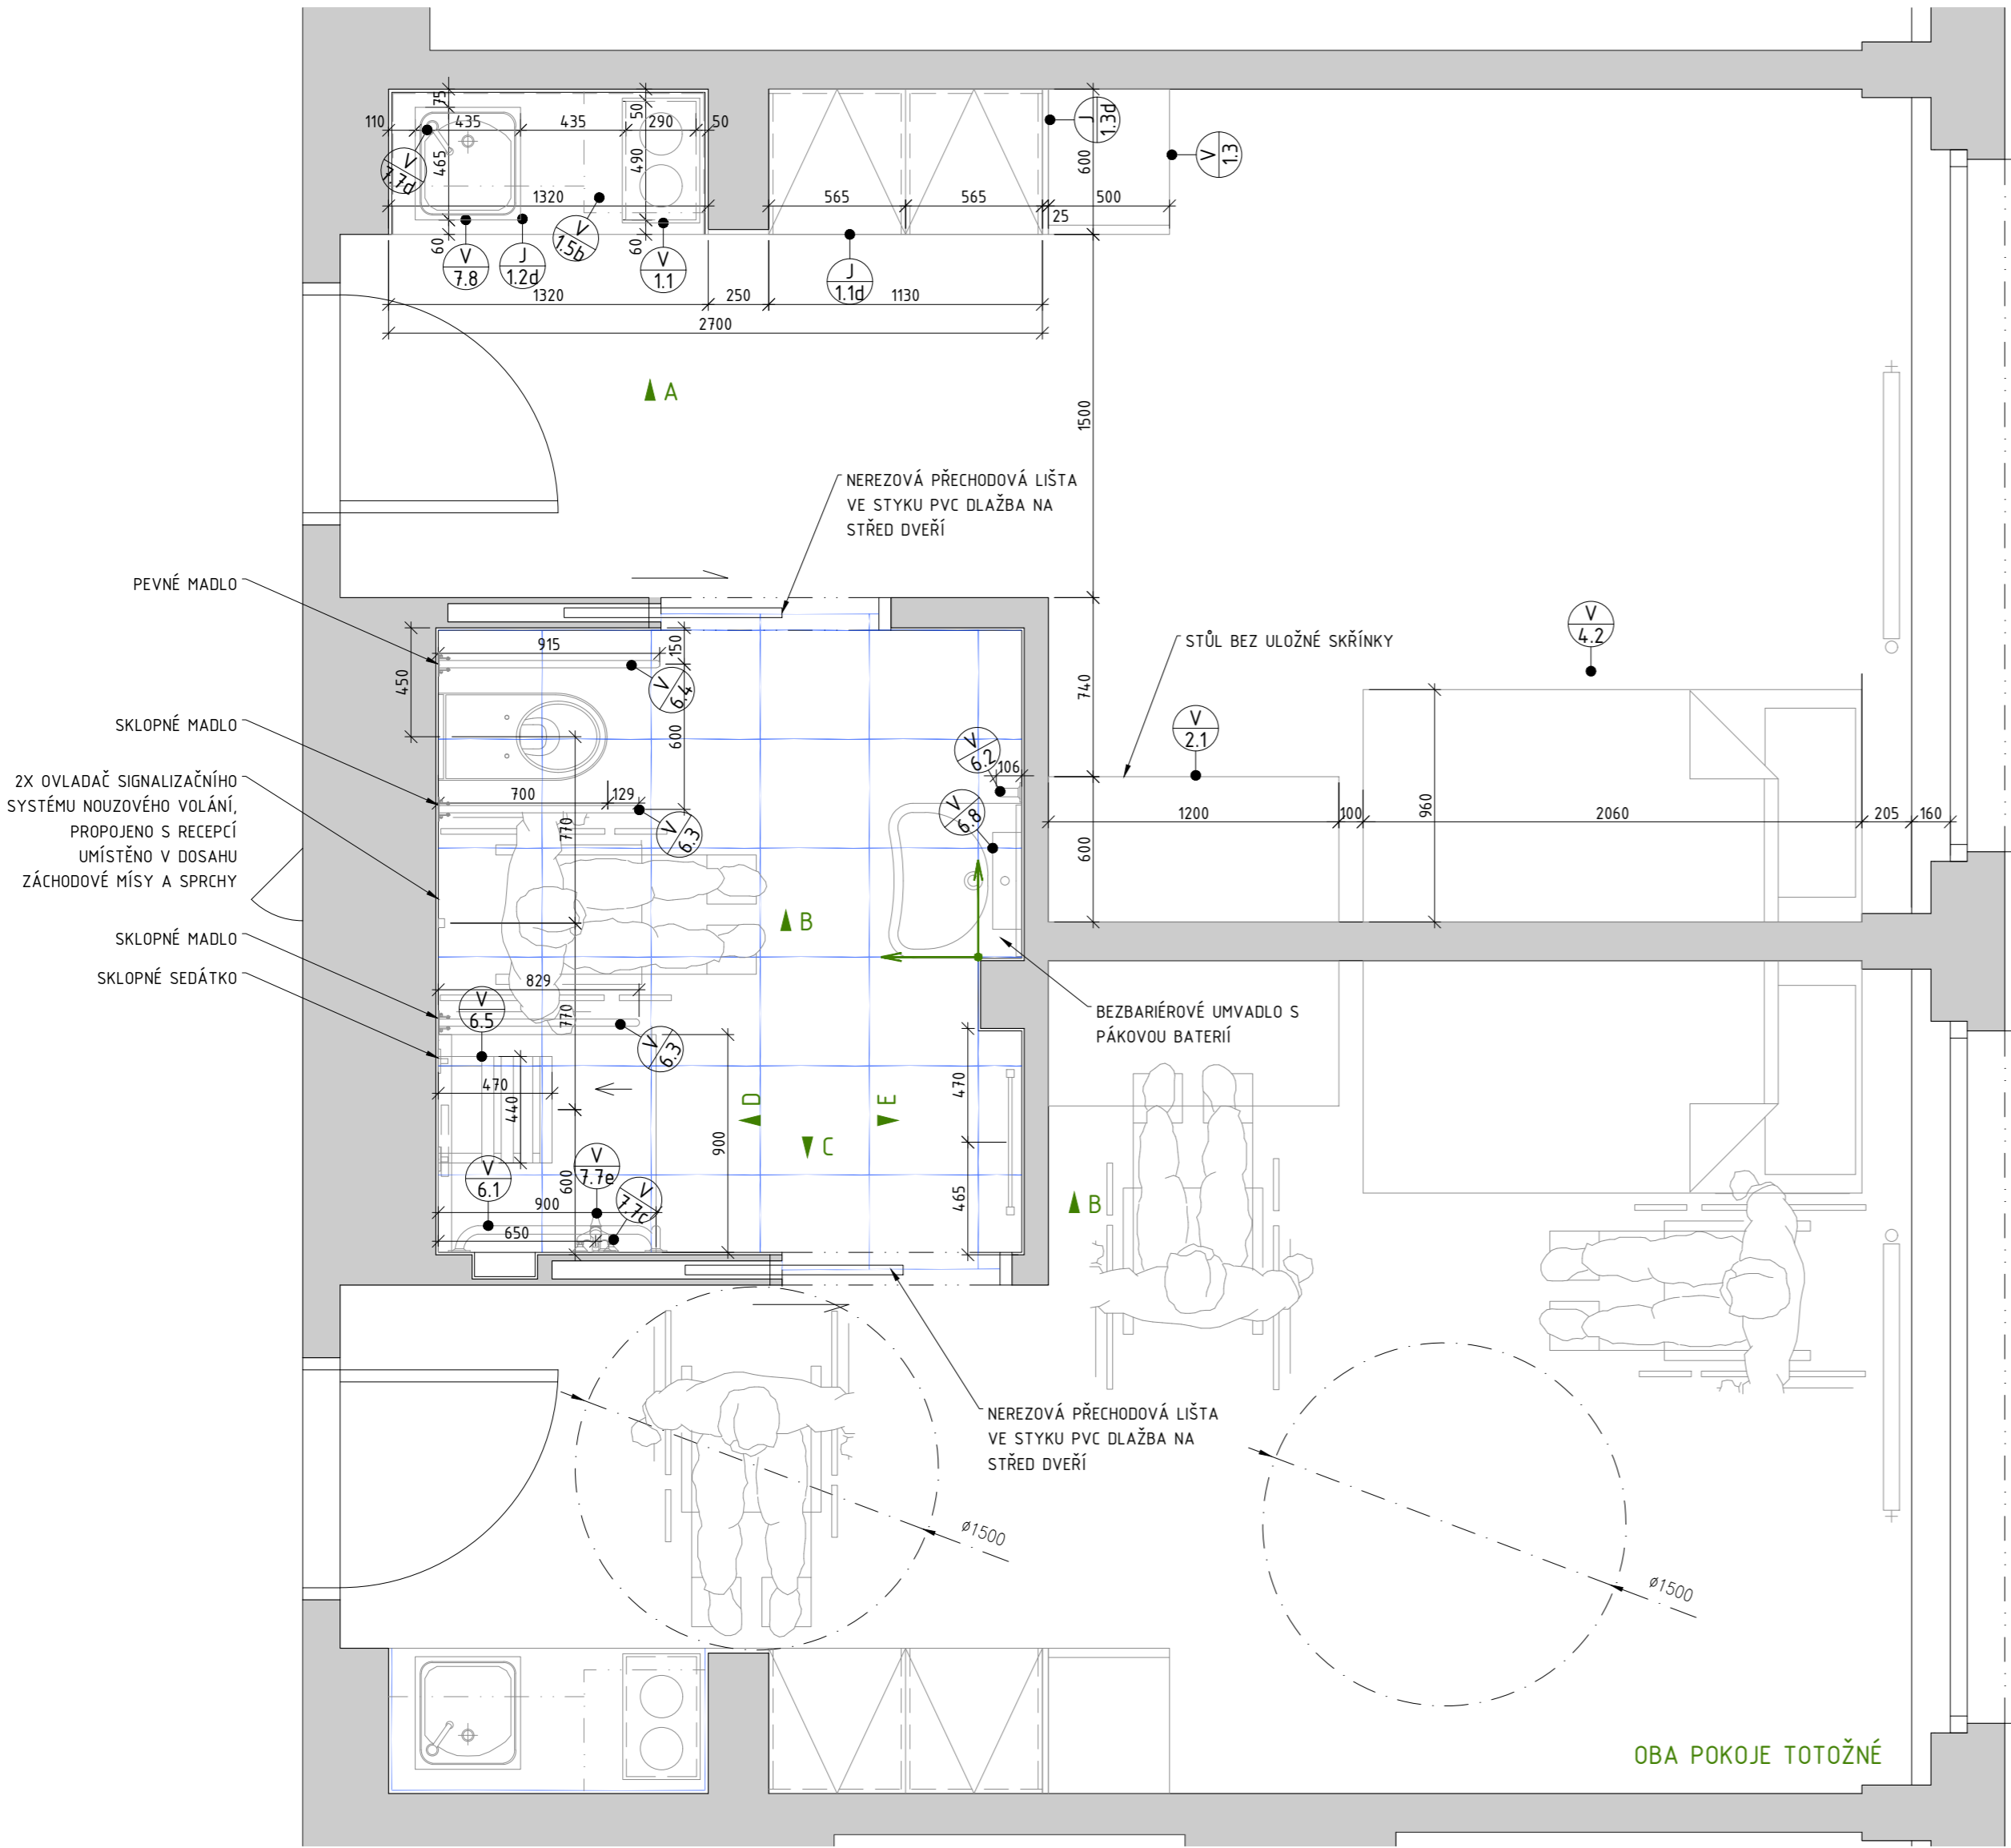 75
110
435
435
290
50
50
465
490
1320
60
60
565
565
600
25
500
V
7.7d
V
7.8
J
1.2d
V
1.5b
V
1.1
J
1.1d
J
1.3d
V
1.3
1320
250
1130
2700
A
1500
NEREZOVÁ PŘECHODOVÁ LIŠTA
VE STYKU PVC DLAŽBA NA
STŘED DVEŘÍ
PEVNÉ MADLO
SKLOPNÉ MADLO
2X OVLADAČ SIGNALIZAČNÍHO
SYSTÉMU NOUZOVÉHO VOLÁNÍ,
PROPOJENO S RECEPCÍ
UMÍSTĚNO V DOSAHU
ZÁCHODOVÉ MÍSY A SPRCHY
SKLOPNÉ MADLO
SKLOPNÉ SEDÁTKO
915
150
450
V
6.4
600
700
129
770
V
6.3
V
6.2
106
V
6.8
B
829
770
V
6.5
V
6.3
470
440
D
E
C
900
470
465
V
6.1
600
V
7.7e
V
7.7c
900
650
740
STŮL BEZ ULOŽNÉ SKŘÍNKY
V
4.2
V
2.1
600
1200
100
960
2060
205
160
BEZBARIÉROVÉ UMVADLO S
PÁKOVOU BATERIÍ
B
NEREZOVÁ PŘECHODOVÁ LIŠTA
VE STYKU PVC DLAŽBA NA
STŘED DVEŘÍ
ø1500
ø1500
OBA POKOJE TOTOŽNÉ